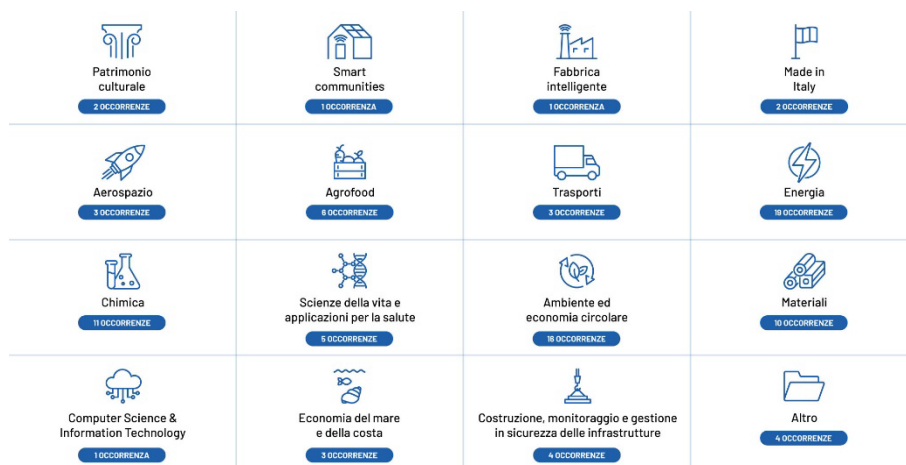 Patrimonio
culturale
2 OCCORRENZE
Smart
communities
1 OCCORRENZA
Fabbrica
intelligente
1 OCCORRENZA
Made in
Italy
2 OCCORRENZE
Aerospazio
3 OCCORRENZE
Agrofood
6 OCCORRENZE
Trasporti
3 OCCORRENZE
Energia
19 OCCORRENZE
Chimica
11 OCCORRENZE
Scienze della vita e
applicazioni per la salute
5 OCCORRENZE
Ambiente ed
economia circolare
18 OCCORRENZE
Materiali
10 OCCORRENZE
Computer Science &
Information Technology
1 OCCORRENZA
Economia del mare
e della costa
3 OCCORRENZE
Costruzione, monitoraggio e gestione
in sicurezza delle infrastrutture
4 OCCORRENZE
Altro
4 OCCORRENZE